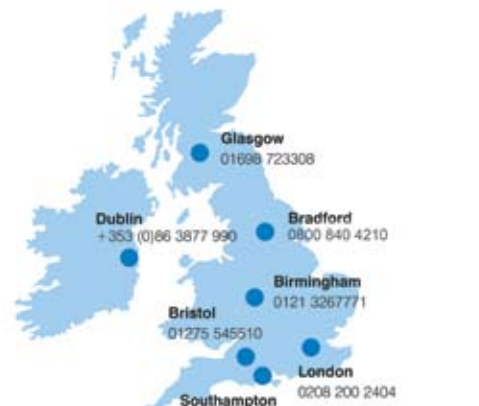 Glasgow
01698 723308
Dublin
+353 (0)86 3877 990
Bradford
0800 840 4210
Birmingham
0121 3267771
Bristol
01275 545510
London
0208 200 2404
Southampton